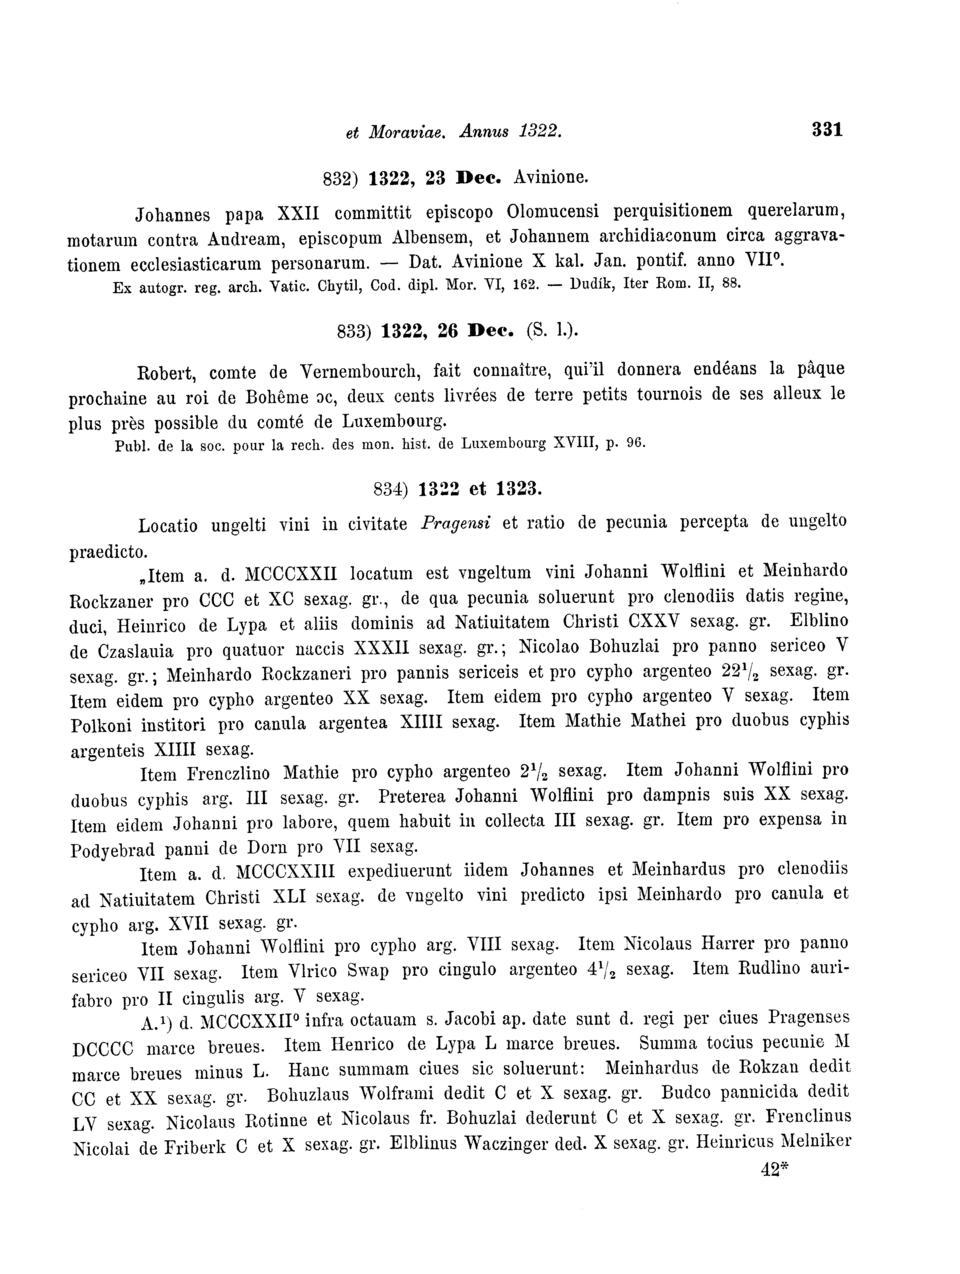 et Moraviae. Annus 1322. 331
832) 1322, 23 Dec. Avinione.
Johannes papa XXII committit episcopo Olomucensi perquisitionem querelarum,
motarum contra Andream, episcopum Albensem, et Johannem archidiaconum circa aggrava-
tionem ecclesiasticarum personarum. — Dat. Avinione X kal. Jan. pontif. anno VIIº.
Ex autogr. reg. arch. Vatic. Chytil, Cod. dipl. Mor. VI, 162. — Dudík, Iter Rom. II, 88.
833) 1322, 26 Dec. (S. l.).
Robert, comte de Vernembourch, fait connaître, qui'il donnera endéans la pâque
prochaine au roi de Bohême ɔc, deux cents livrées de terre petits tournois de ses alleux le
plus près possible du comté de Luxembourg.
Publ. de la soc. pour la rech. des mon. hist. de Luxembourg XVIII, p. 96.
834) 1322 et 1323.
Locatio ungelti vini in civitate Pragensi et ratio de pecunia percepta de ungelto
praedicto.
„Item a. d. MCCCXXII locatum est vngeltum vini Johanni Wolflini et Meinhardo
Rockzaner pro CCC et XC sexag. gr., de qua pecunia soluerunt pro clenodiis datis regine,
duci, Heinrico de Lypa et aliis dominis ad Natiuitatem Christi CXXV sexag. gr. Elblino
de Czaslauia pro quatuor naccis XXXII sexag. gr.; Nicolao Bohuzlai pro panno sericeo V
sexag. gr.; Meinhardo Rockzaneri pro pannis sericeis et pro cypho argenteo 22¹/₂ sexag. gr.
Item eidem pro cypho argenteo XX sexag. Item eidem pro cypho argenteo V sexag. Item
Polkoni institori pro canula argentea XIIII sexag. Item Mathie Mathei pro duobus cyphis
argenteis XIIII sexag.
Item Frenczlino Mathie pro cypho argenteo 2¹/₂ sexag. Item Johanni Wolflini pro
duobus cyphis arg. III sexag. gr. Preterea Johanni Wolflini pro dampnis suis XX sexag.
Item eidem Johanni pro labore, quem habuit in collecta III sexag. gr. Item pro expensa in
Podyebrad panni de Dorn pro VII sexag.
Item a. d. MCCCXXIII expediuerunt iidem Johannes et Meinhardus pro clenodiis
ad Natiuitatem Christi XLI sexag. de vngelto vini predicto ipsi Meinhardo pro canula et
cypho arg. XVII sexag. gr.
Item Johanni Wolflini pro cypho arg. VIII sexag. Item Nicolaus Harrer pro panno
sericeo VII sexag. Item Vlrico Swap pro cingulo argenteo 4¹/₂ sexag. Item Rudlino auri-
fabro pro II cingulis arg. V sexag.
A.¹) d. MCCCXXIIº infra octauam s. Jacobi ap. date sunt d. regi per ciues Pragenses
DCCCC marce breues. Item Henrico de Lypa L marce breues. Summa tocius pecunie M
marce breues minus L. Hanc summam ciues sic soluerunt: Meinhardus de Rokzan dedit
CC et XX sexag. gr. Bohuzlaus Wolframi dedit C et X sexag. gr. Budco pannicida dedit
LV sexag. Nicolaus Rotinne et Nicolaus fr. Bohuzlai dederunt C et X sexag. gr. Frenclinus
Nicolai de Friberk C et X sexag. gr. Elblinus Waczinger ded. X sexag. gr. Heinricus Melniker
42*